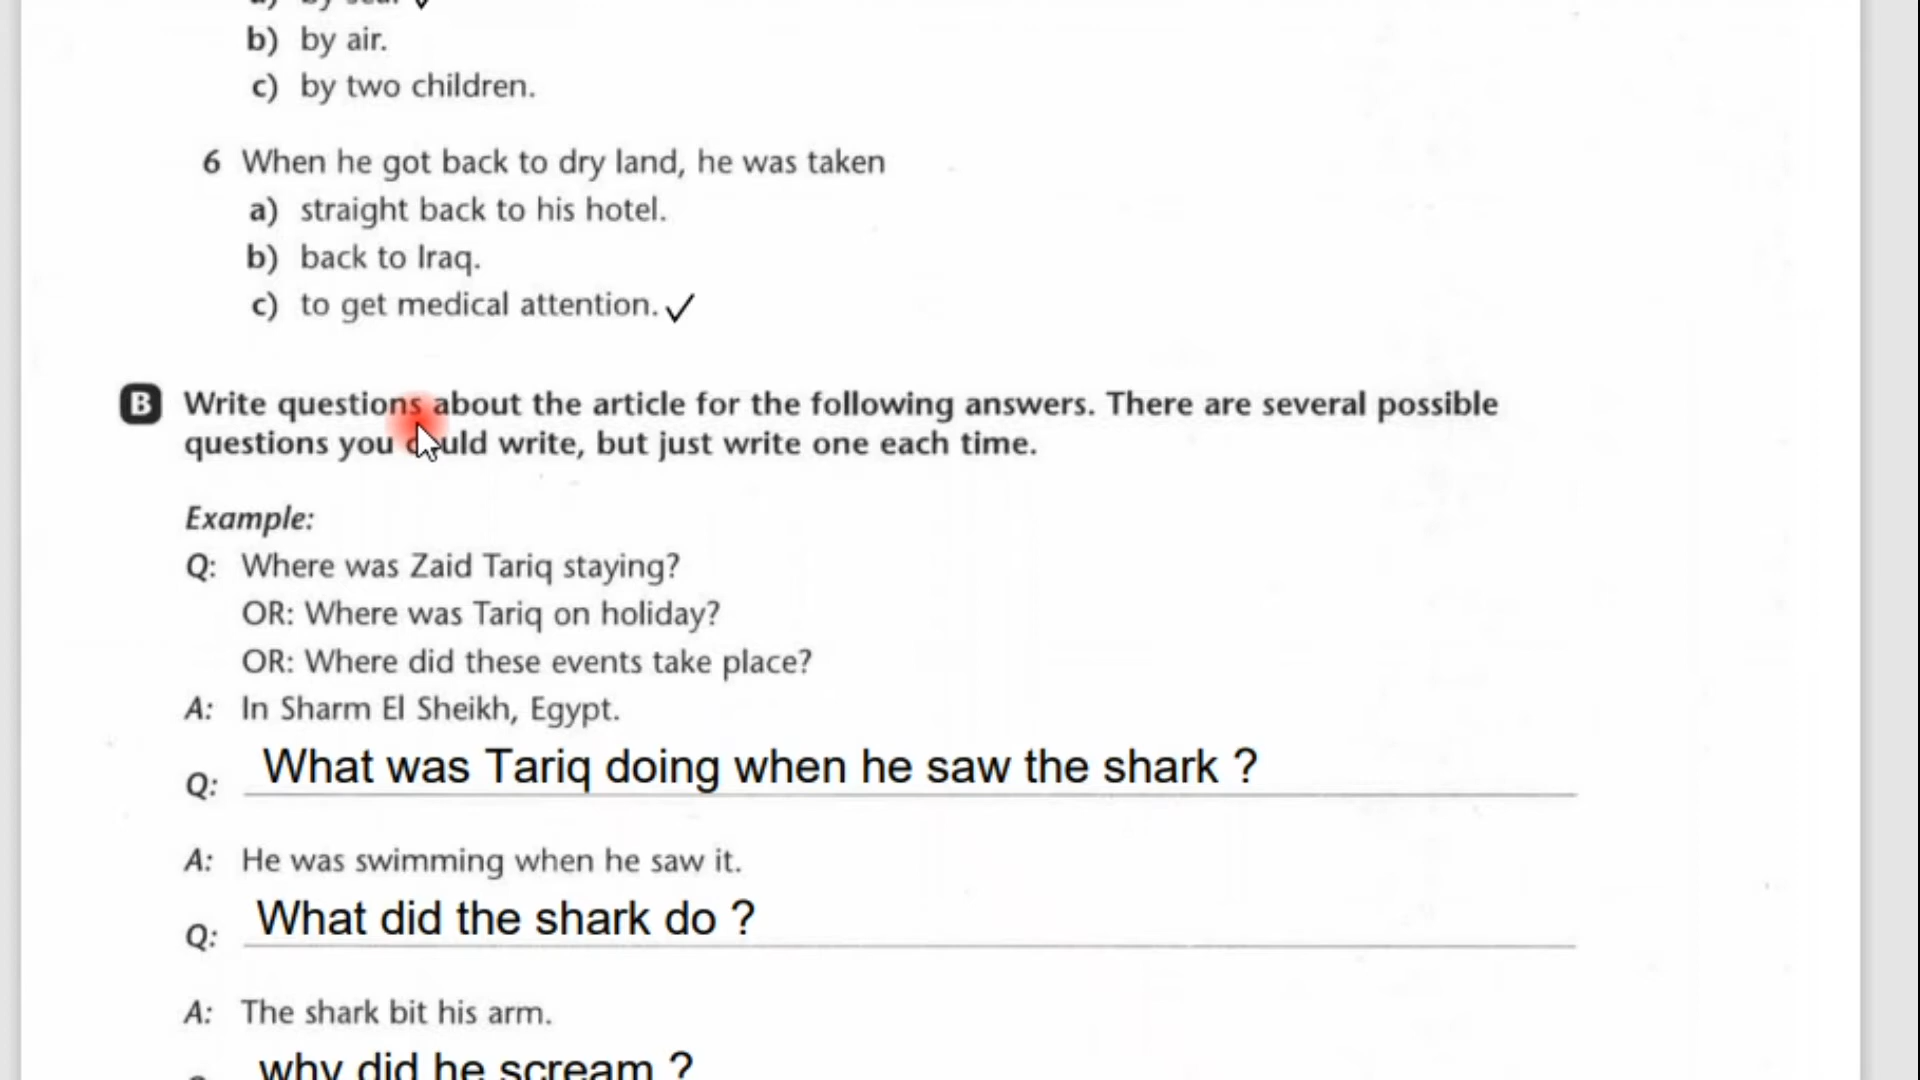 a) by sea. ✓
b) by air.
c) by two children.
6 When he got back to dry land, he was taken
a) straight back to his hotel.
b) back to Iraq.
c) to get medical attention. ✓
B Write questions about the article for the following answers. There are several possible
questions you could write, but just write one each time.
Example:
Q: Where was Zaid Tariq staying?
OR: Where was Tariq on holiday?
OR: Where did these events take place?
A: In Sharm El Sheikh, Egypt.
Q: What was Tariq doing when he saw the shark ?
A: He was swimming when he saw it.
Q: What did the shark do ?
A: The shark bit his arm.
why did he scream ?